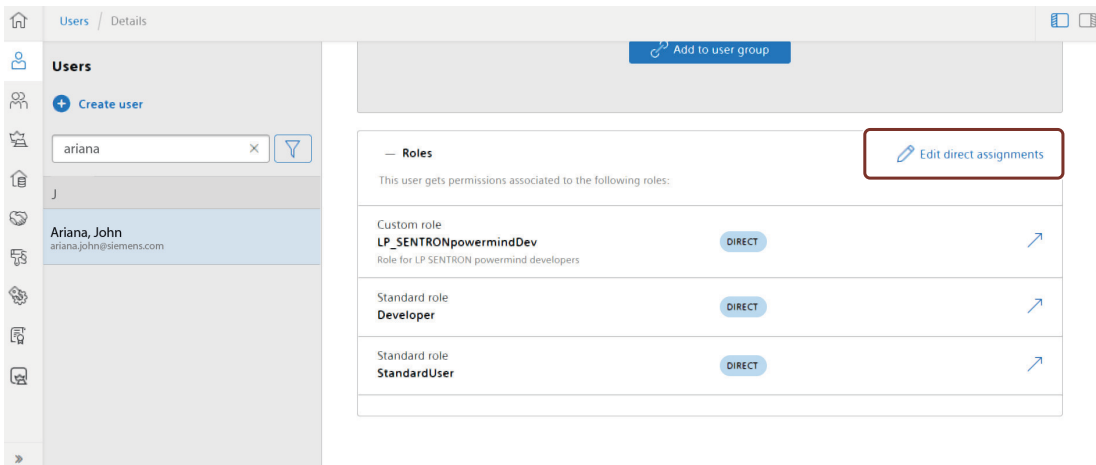 Users / Details
Users
Create user
ariana
J
Ariana, John
ariana.john@siemens.com
Add to user group
— Roles
Edit direct assignments
This user gets permissions associated to the following roles:
Custom role
LP_SENTRONpowermindDev
DIRECT
Role for LP SENTRON powermind developers
Standard role
Developer
DIRECT
Standard role
StandardUser
DIRECT